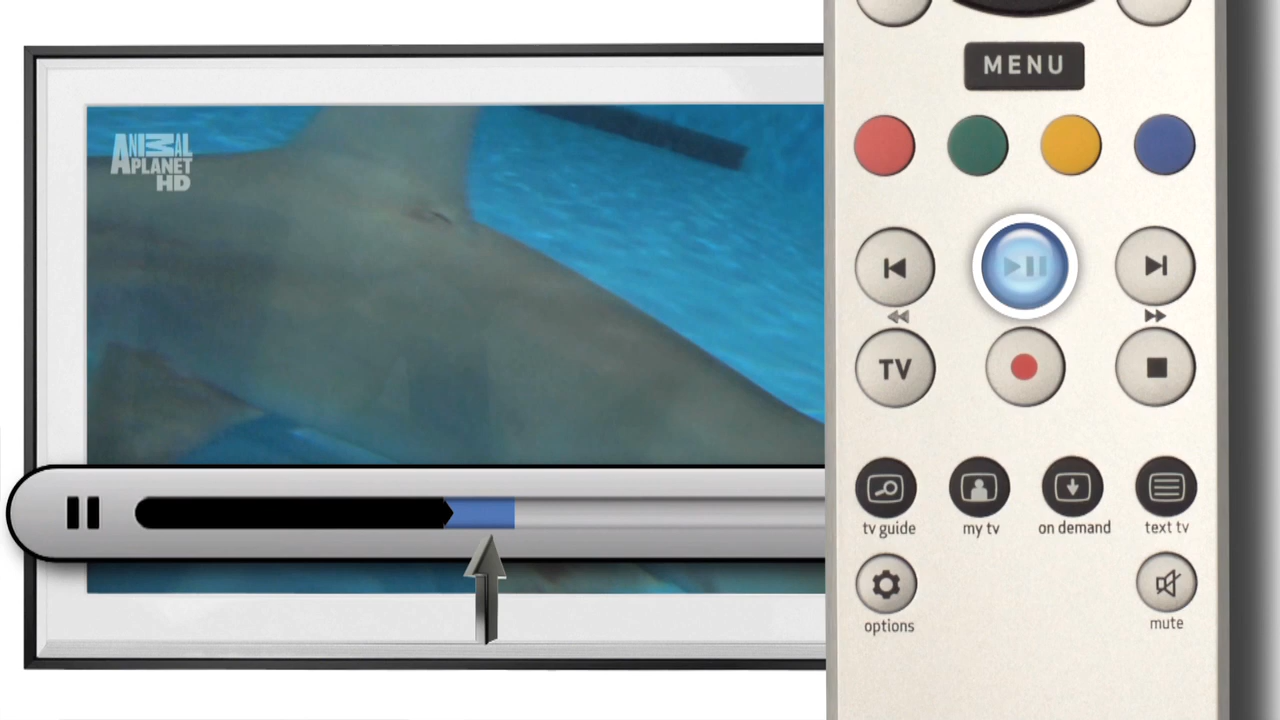 ANIMAL
PLANET
HD
MENU
TV
tv guide
my tv
on demand
text tv
options
mute